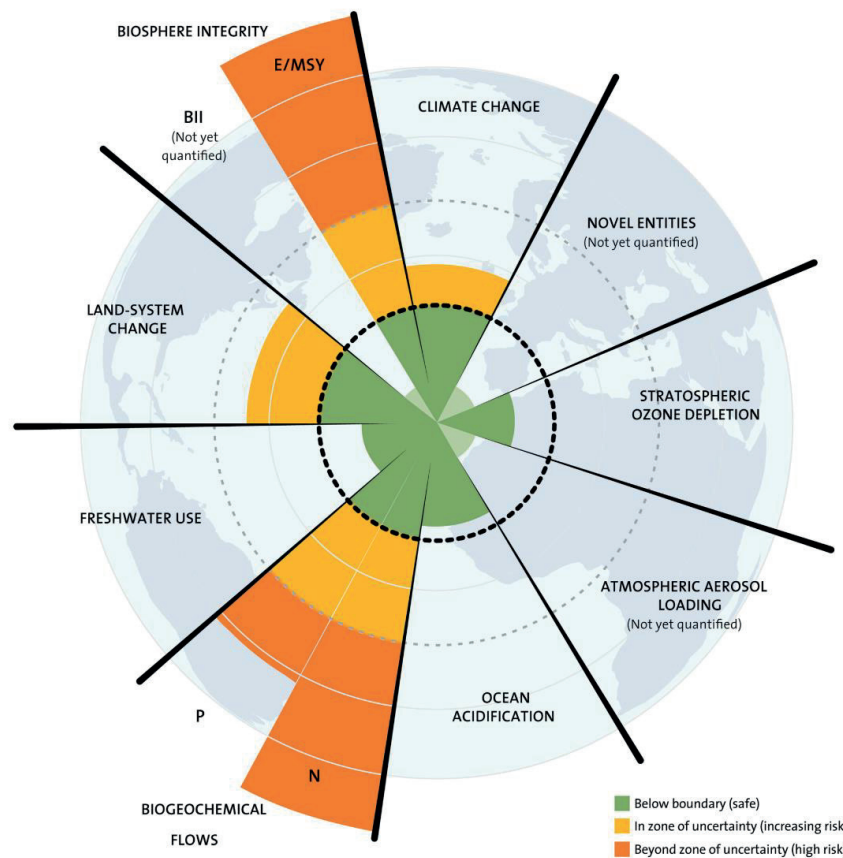 BIOSPHERE INTEGRITY
E/MSY
BII
(Not yet
quantified)
CLIMATE CHANGE
NOVEL ENTITIES
(Not yet quantified)
LAND-SYSTEM
CHANGE
STRATOSPHERIC
OZONE DEPLETION
FRESHWATER USE
ATMOSPHERIC AEROSOL
LOADING
(Not yet quantified)
OCEAN
ACIDIFICATION
P
N
BIOGEOCHEMICAL
FLOWS
Below boundary (safe)
In zone of uncertainty (increasing risk
Beyond zone of uncertainty (high risk